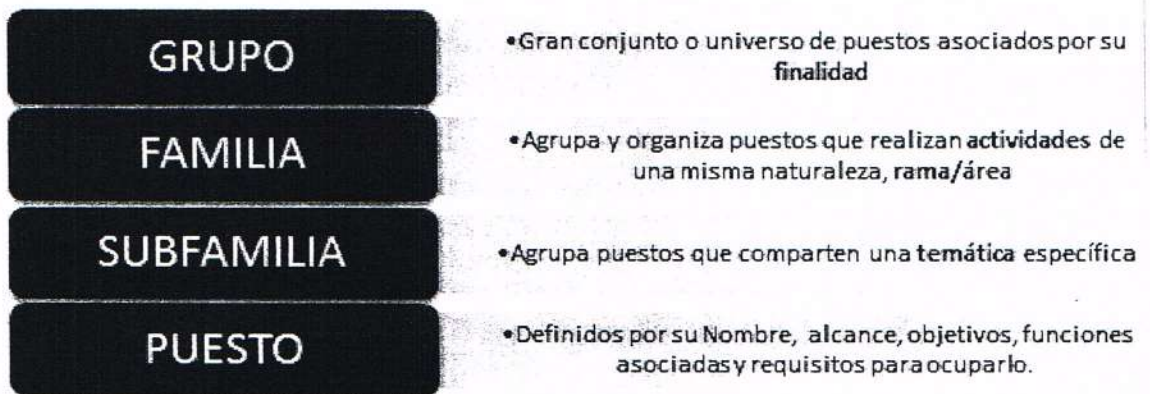 GRUPO
•Gran conjunto o universo de puestos asociados por su
finalidad
FAMILIA
•Agrupa y organiza puestos que realizan actividades de
una misma naturaleza, rama/área
SUBFAMILIA
•Agrupa puestos que comparten una temática específica
PUESTO
•Definidos por su Nombre, alcance, objetivos, funciones
asociadas y requisitos para ocuparlo.